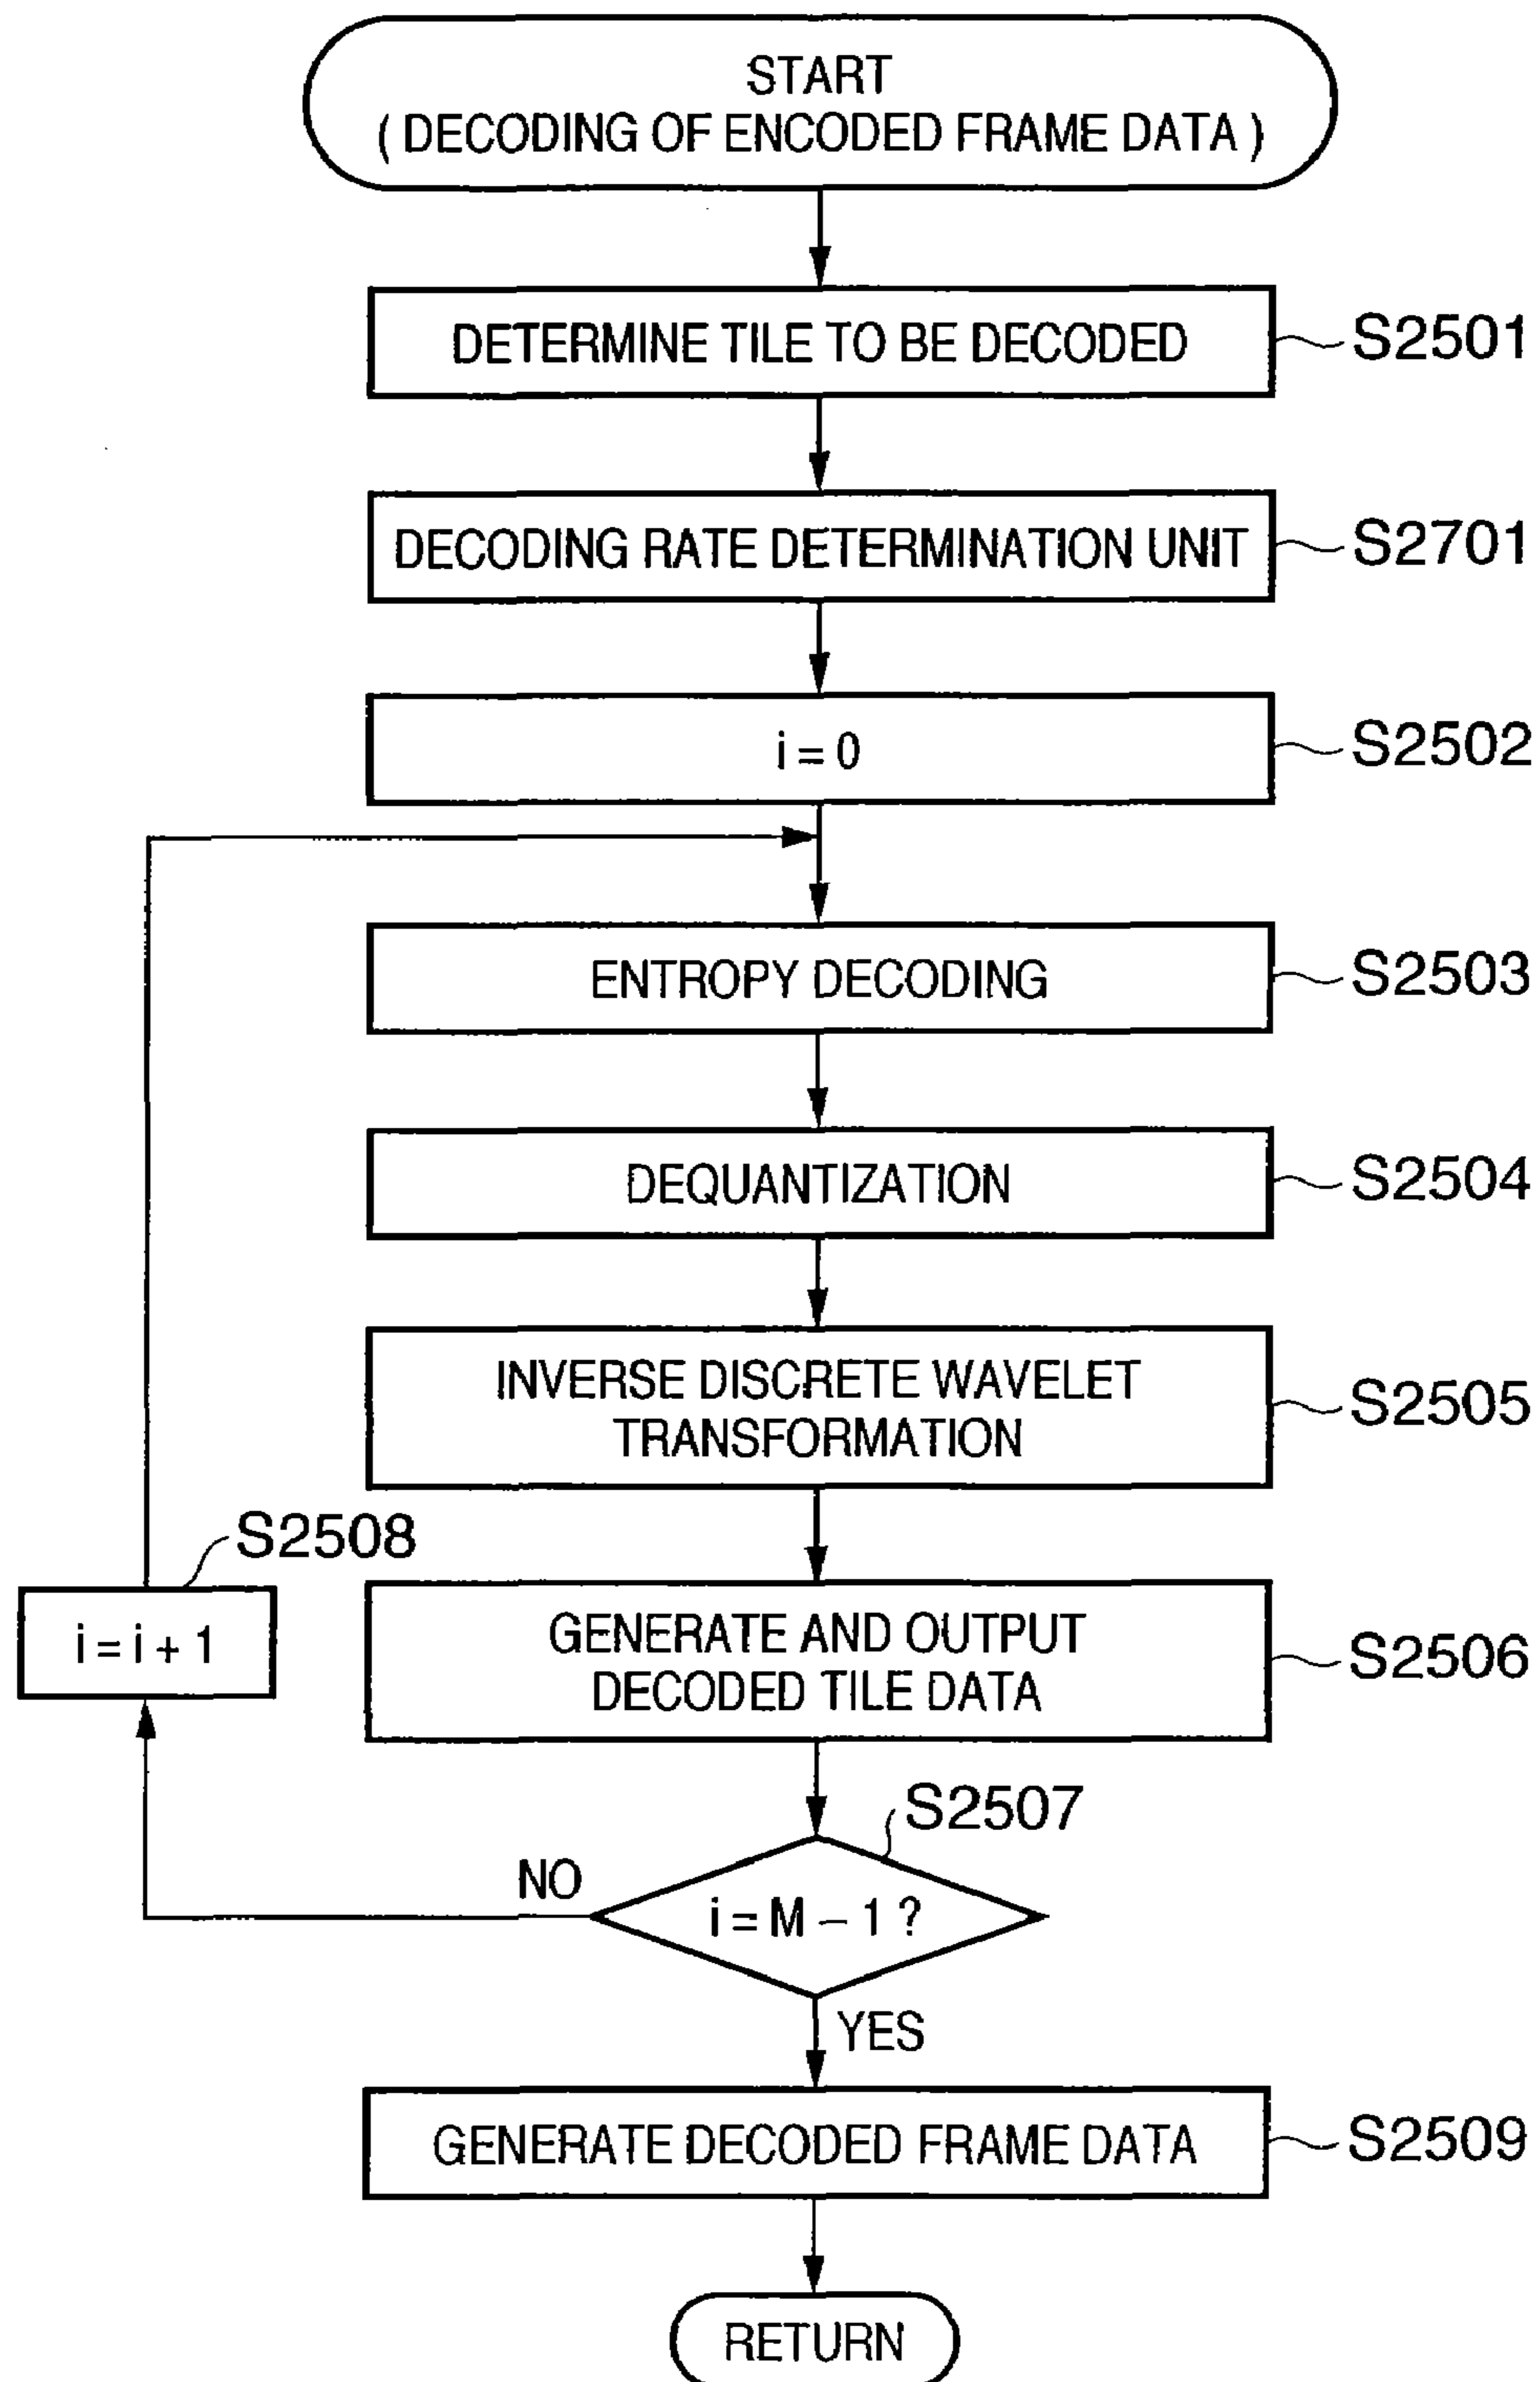 START
( DECODING OF ENCODED FRAME DATA )
DETERMINE TILE TO BE DECODED
S2501
DECODING RATE DETERMINATION UNIT
S2701
i = 0
S2502
ENTROPY DECODING
S2503
DEQUANTIZATION
S2504
INVERSE DISCRETE WAVELET
TRANSFORMATION
S2505
S2508
i = i + 1
GENERATE AND OUTPUT
DECODED TILE DATA
S2506
S2507
NO
i = M – 1 ?
YES
GENERATE DECODED FRAME DATA
S2509
RETURN